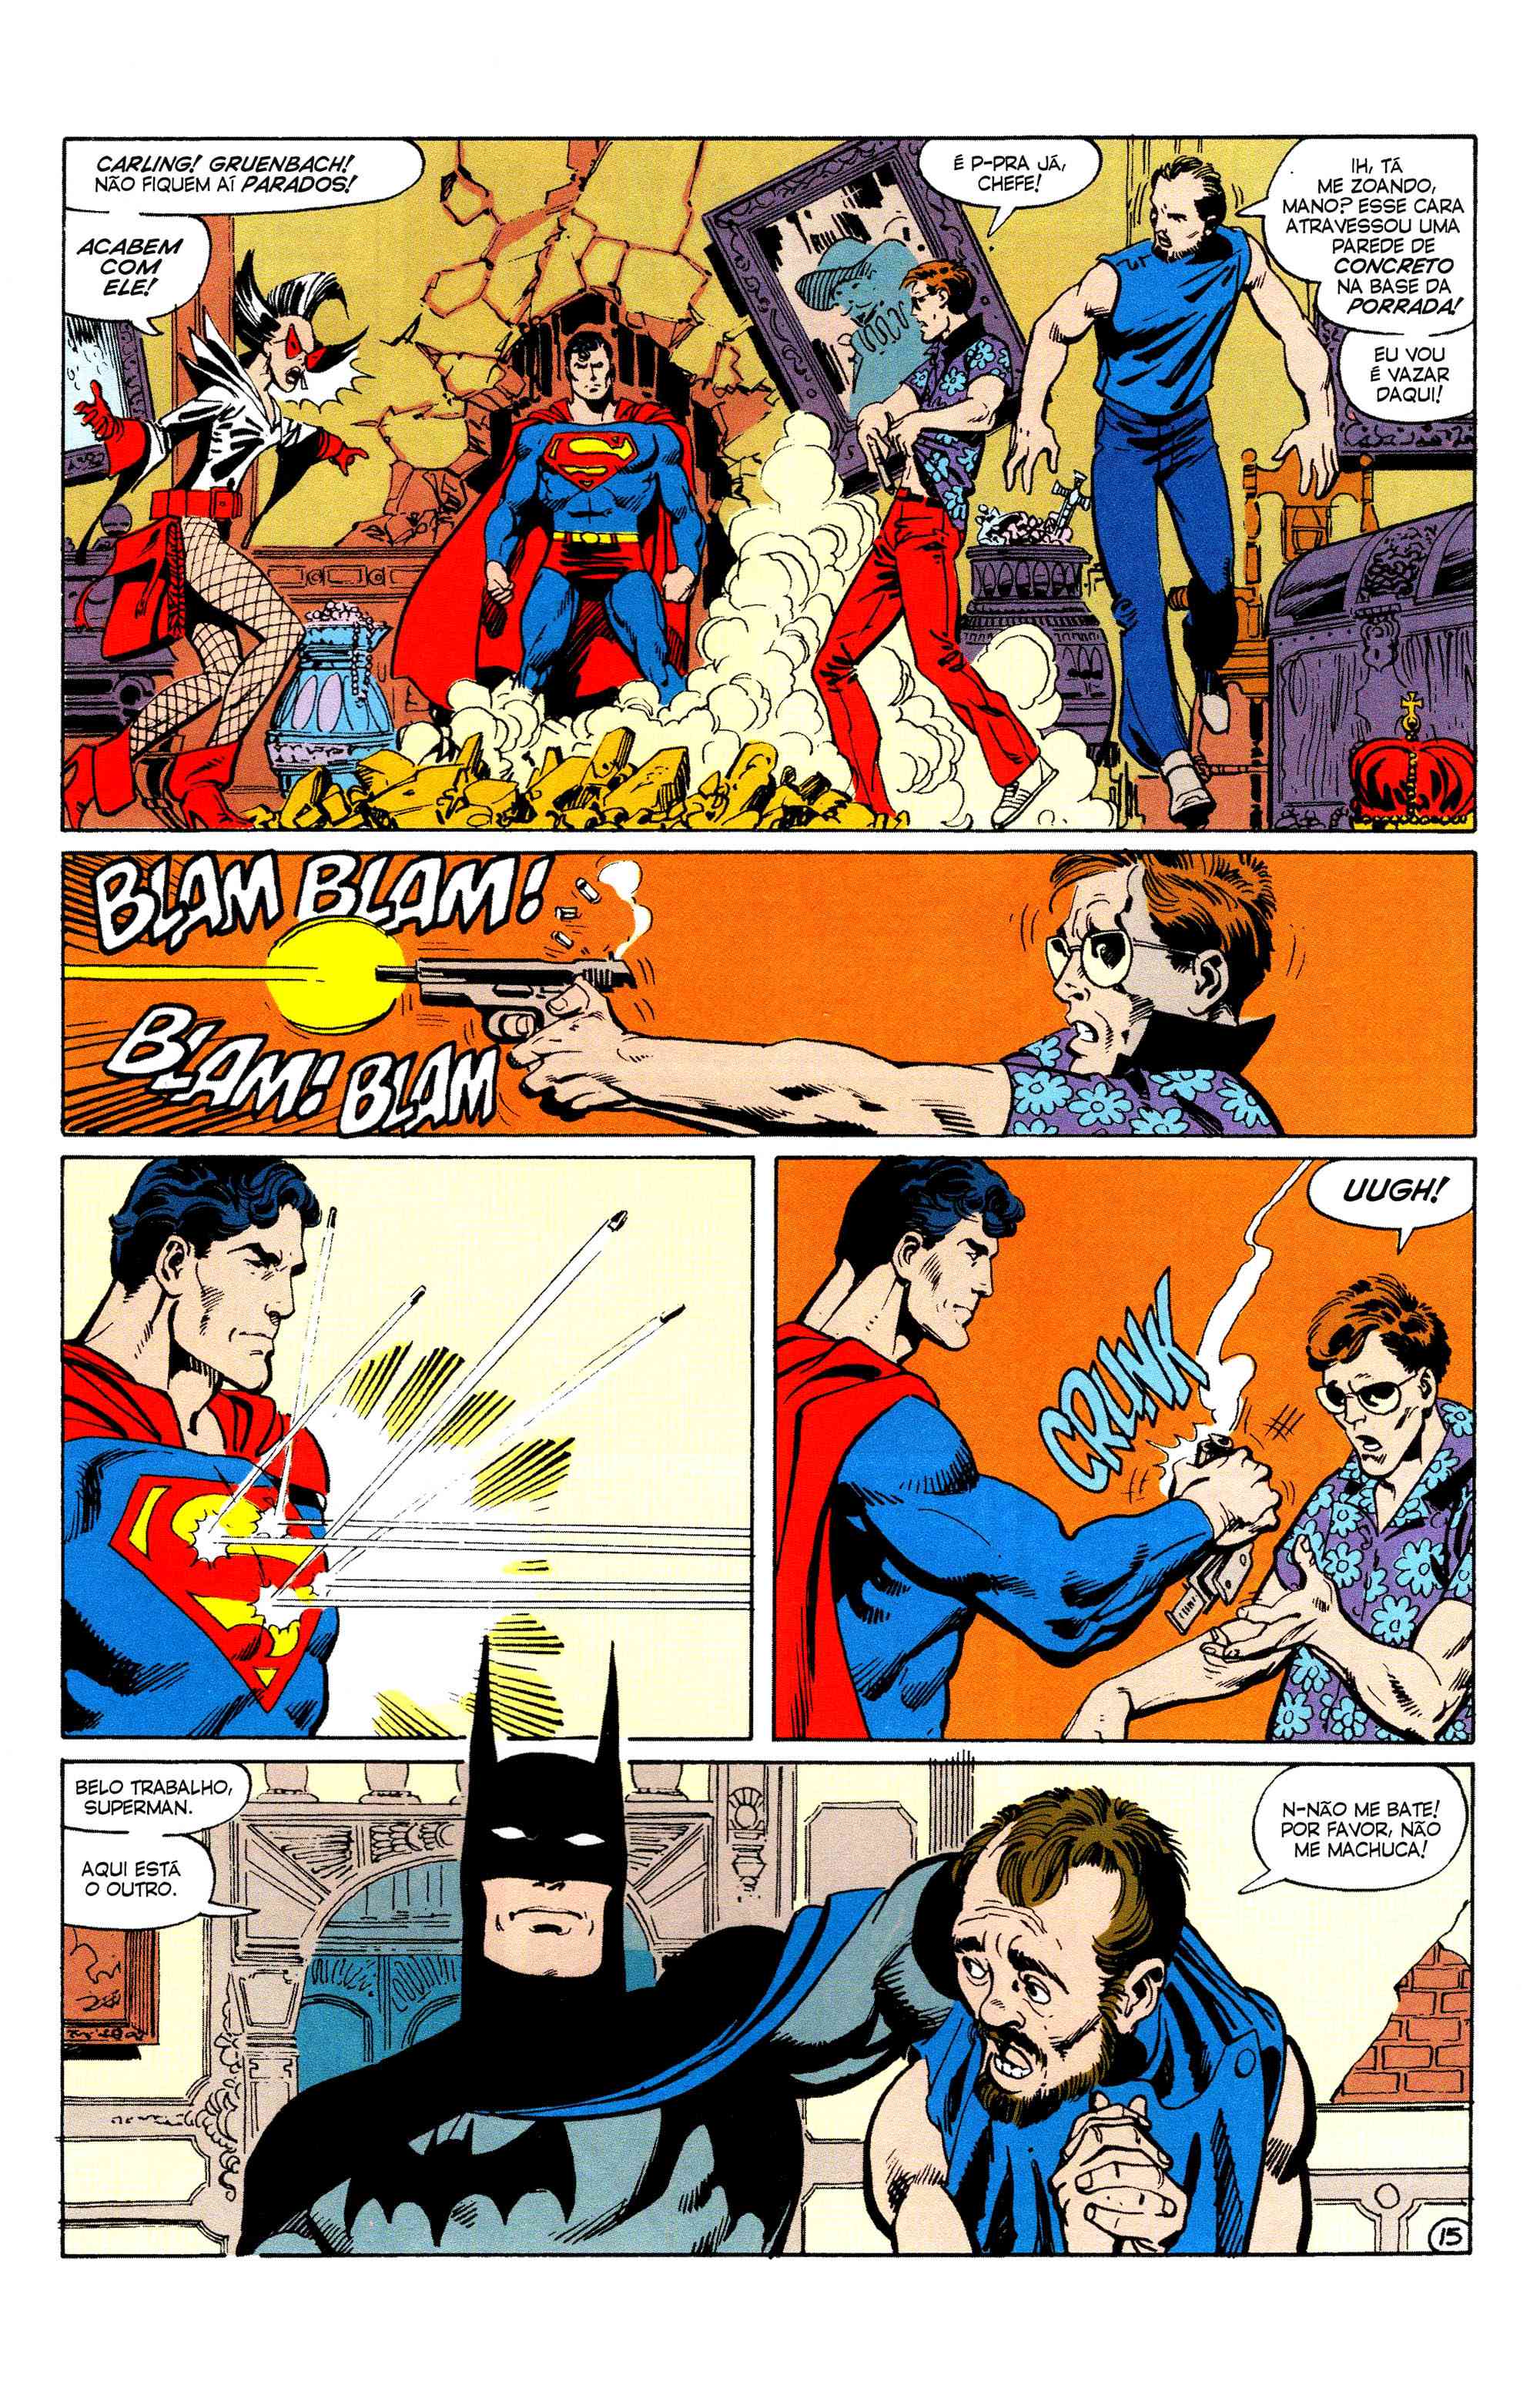 CARLING! GRUENBACH!
NÃO FIQUEM AÍ PARADOS!
ACABEM
COM
ELE!
É P-PRA JÁ,
CHEFE!
IH, TÁ
ME ZOANDO,
MANO? ESSE CARA
ATRAVESSOU UMA
PAREDE DE
CONCRETO
NA BASE DA
PORRADA!
EU VOU
É VAZAR
DAQUI!
BLAM BLAM!
BLAM! BLAM
CRUNK
UUGH!
BELO TRABALHO,
SUPERMAN.
AQUI ESTÁ
O OUTRO.
N-NÃO ME BATE!
POR FAVOR, NÃO
ME MACHUCA!
15